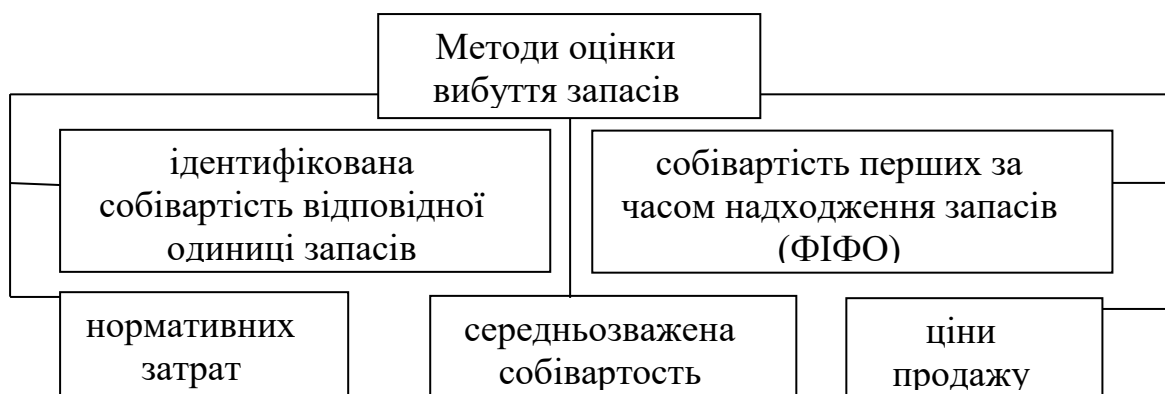 Методи оцінки
вибуття запасів
ідентифікована
собівартість відповідної
одиниці запасів
собівартість перших за
часом надходження запасів
(ФІФО)
нормативних
затрат
середньозважена
собівартость
ціни
продажу